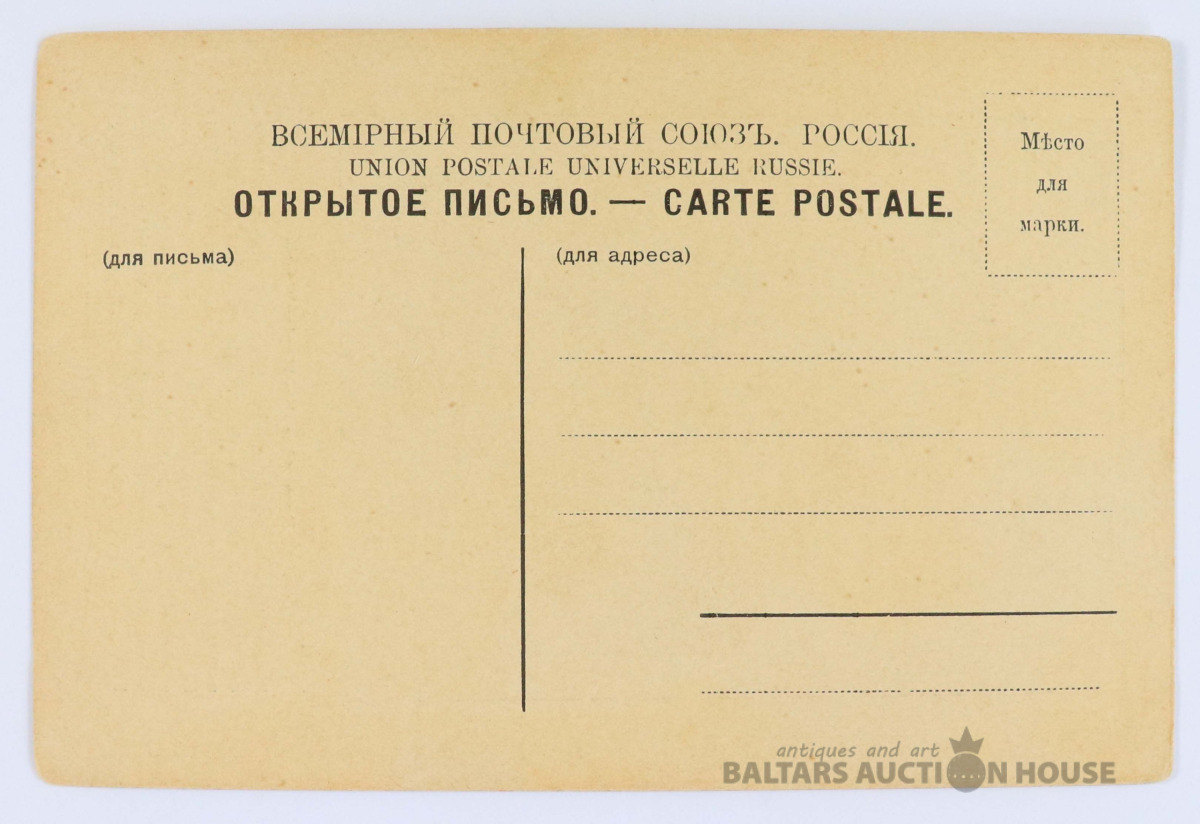 ВСЕМІРНЫЙ ПОЧТОВЫЙ СОЮЗЪ. РОССІЯ.
UNION POSTALE UNIVERSELLE RUSSIE.
ОТКРЫТОЕ ПИСЬМО. — CARTE POSTALE.
Мѣсто
для
марки.
(для письма)
(для адреса)
antiques and art
BALTARS AUCTION HOUSE